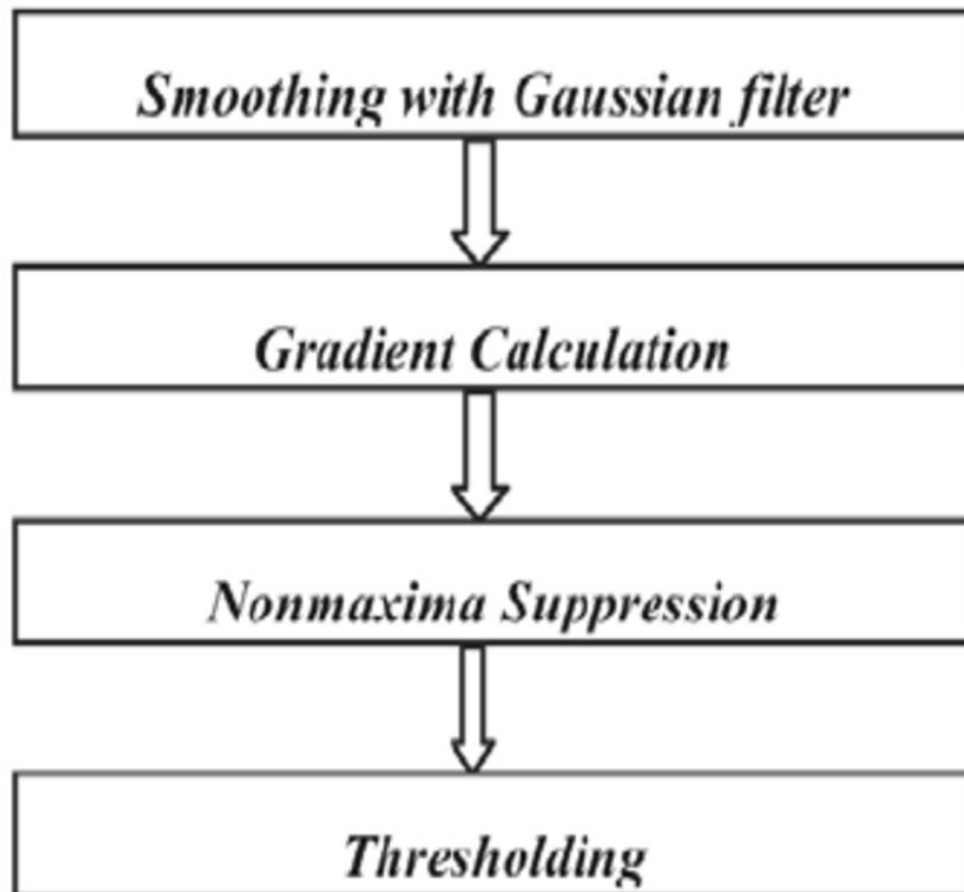 Smoothing with Gaussian filter
Gradient Calculation
Nonmaxima Suppression
Thresholding